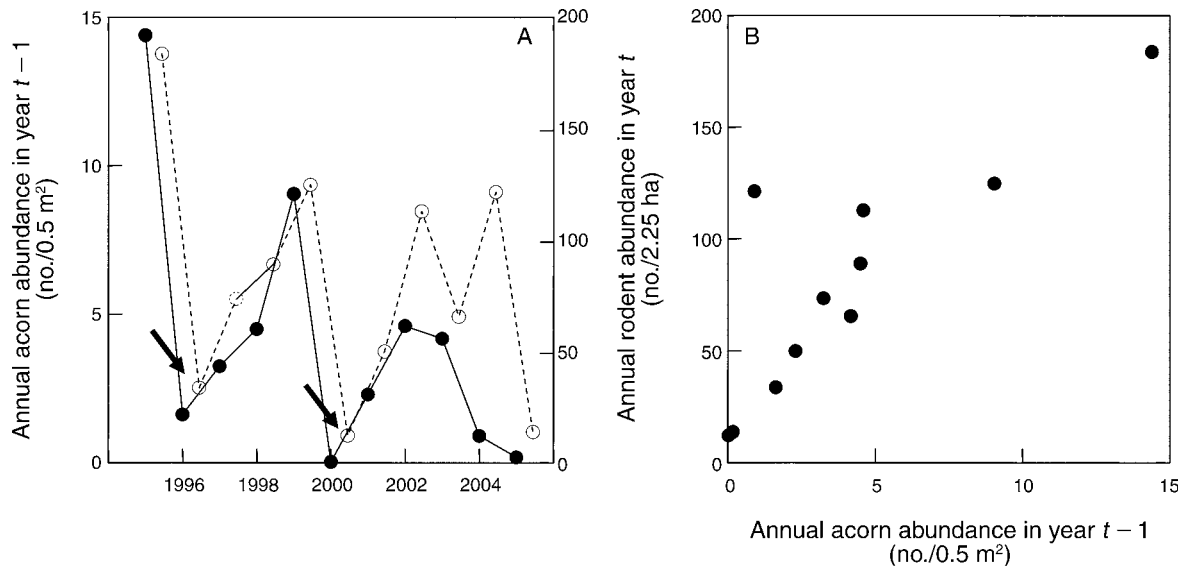 A
Annual acorn abundance in year t − 1
(no./0.5 m²)
15
10
5
0
200
150
100
50
0
1996 1998 2000 2002 2004
B
Annual rodent abundance in year t
(no./2.25 ha)
200
150
100
50
0
0 5 10 15
Annual acorn abundance in year t − 1
(no./0.5 m²)